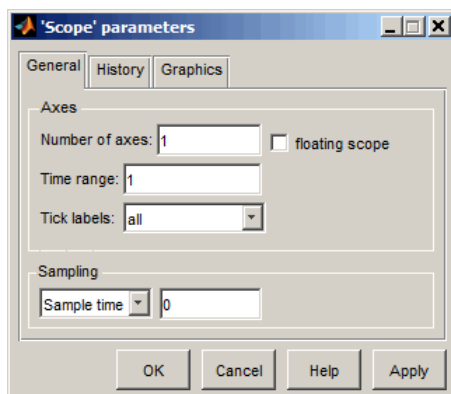 'Scope' parameters
General History Graphics
Axes
Number of axes: 1 floating scope
Time range: 1
Tick labels: all
Sampling
Sample time 0
OK Cancel Help Apply